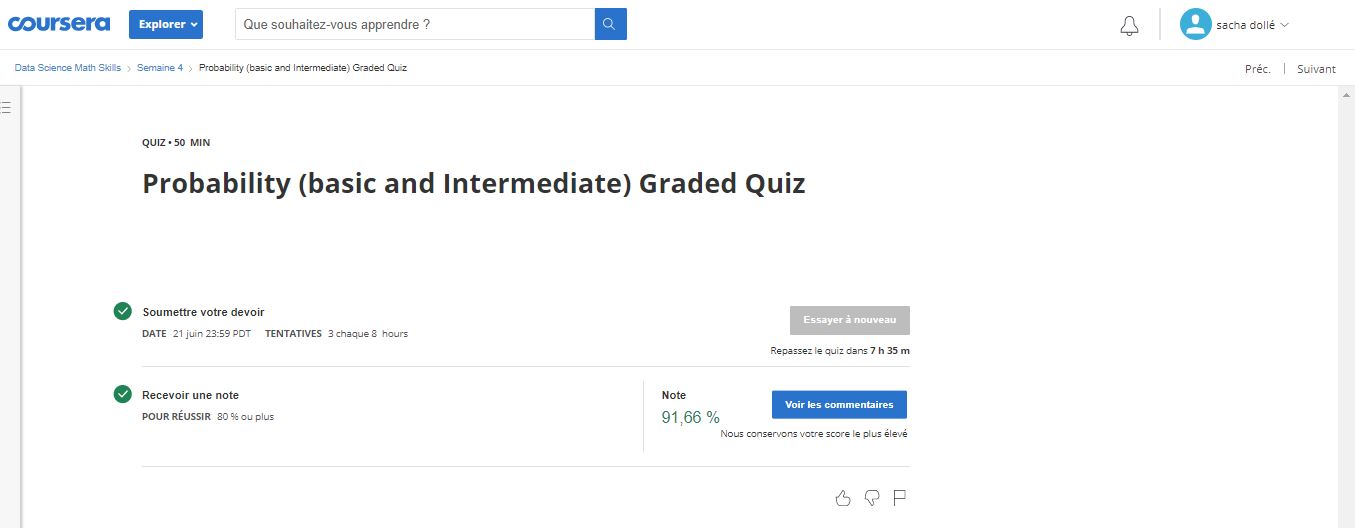 coursera Explorer Que souhaitez-vous apprendre ? sacha dollé
Data Science Math Skills > Semaine 4 > Probability (basic and Intermediate) Graded Quiz Préc. | Suivant
QUIZ • 50 MIN
Probability (basic and Intermediate) Graded Quiz
Soumettre votre devoir
Essayer à nouveau
DATE 21 juin 23:59 PDT TENTATIVES 3 chaque 8 hours
Repassez le quiz dans 7 h 35 m
Recevoir une note
Note
Voir les commentaires
POUR RÉUSSIR 80 % ou plus
91,66 %
Nous conservons votre score le plus élevé